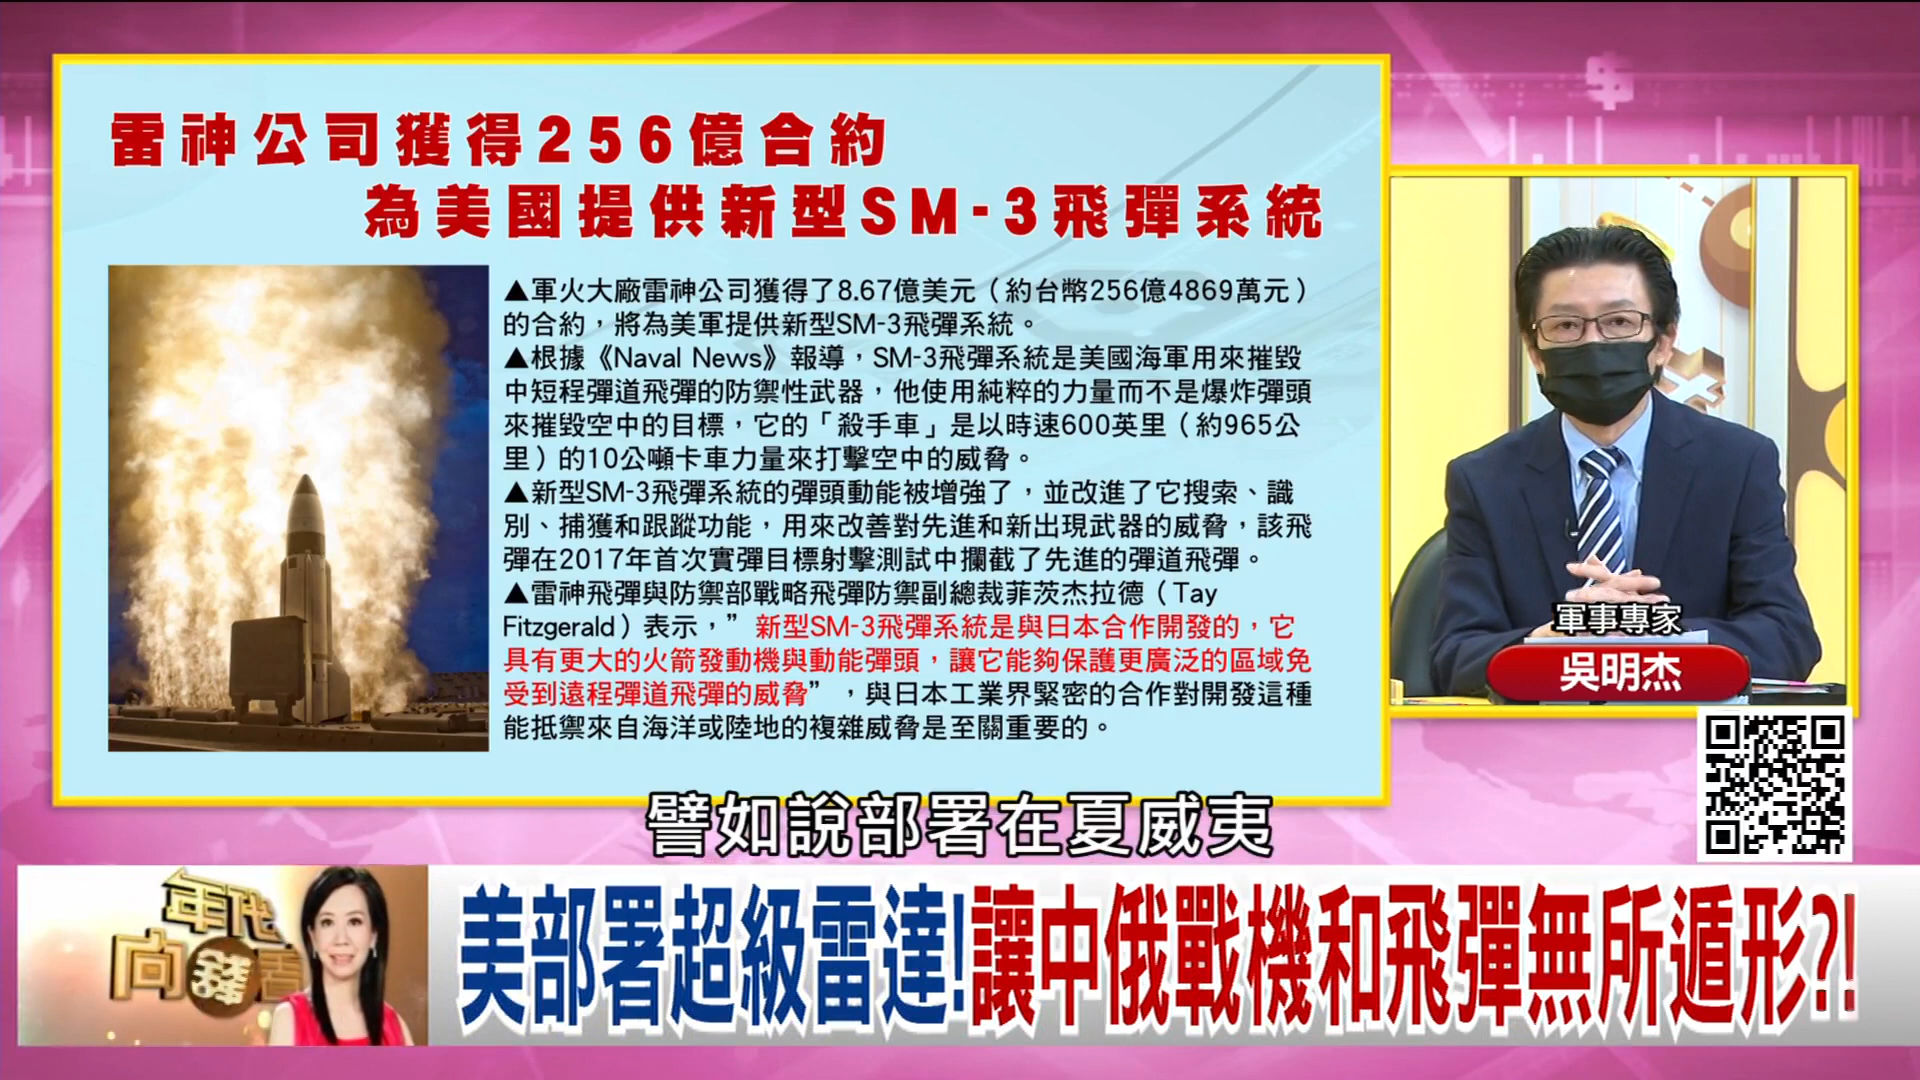 雷神公司獲得256億合約
為美國提供新型SM-3飛彈系統
▲軍火大廠雷神公司獲得了8.67億美元（約台幣256億4869萬元）
的合約，將為美軍提供新型SM-3飛彈系統。
▲根據《Naval News》報導，SM-3飛彈系統是美國海軍用來摧毀
中短程彈道飛彈的防禦性武器，他使用純粹的力量而不是爆炸彈頭
來摧毀空中的目標，它的「殺手車」是以時速600英里（約965公
里）的10公噸卡車力量來打擊空中的威脅。
▲新型SM-3飛彈系統的彈頭動能被增強了，並改進了它搜索、識
別、捕獲和跟蹤功能，用來改善對先進和新出現武器的威脅，該飛
彈在2017年首次實彈目標射擊測試中攔截了先進的彈道飛彈。
▲雷神飛彈與防禦部戰略飛彈防禦副總裁菲茨杰拉德（Tay
Fitzgerald）表示，”新型SM-3飛彈系統是與日本合作開發的，它
具有更大的火箭發動機與動能彈頭，讓它能夠保護更廣泛的區域免
受到遠程彈道飛彈的威脅”，與日本工業界緊密的合作對開發這種
能抵禦來自海洋或陸地的複雜威脅是至關重要的。
軍事專家
吳明杰
譬如說部署在夏威夷
年代
向錢看
美部署超級雷達!讓中俄戰機和飛彈無所遁形?!